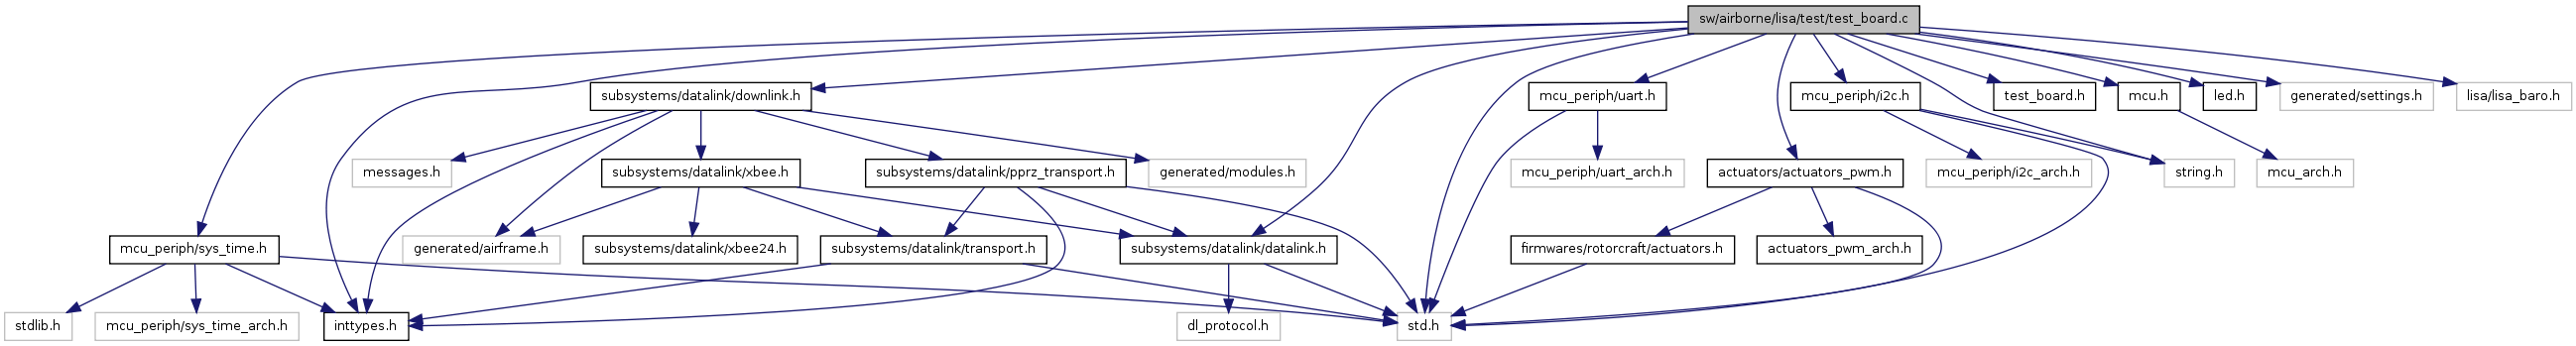 sw/airborne/lisa/test/test_board.c
subsystems/datalink/downlink.h
mcu_periph/uart.h
mcu_periph/i2c.h
test_board.h
mcu.h
led.h
generated/settings.h
lisa/lisa_baro.h
messages.h
subsystems/datalink/xbee.h
subsystems/datalink/pprz_transport.h
generated/modules.h
mcu_periph/uart_arch.h
actuators/actuators_pwm.h
mcu_periph/i2c_arch.h
string.h
mcu_arch.h
mcu_periph/sys_time.h
generated/airframe.h
subsystems/datalink/xbee24.h
subsystems/datalink/transport.h
subsystems/datalink/datalink.h
firmwares/rotorcraft/actuators.h
actuators_pwm_arch.h
stdlib.h
mcu_periph/sys_time_arch.h
inttypes.h
dl_protocol.h
std.h